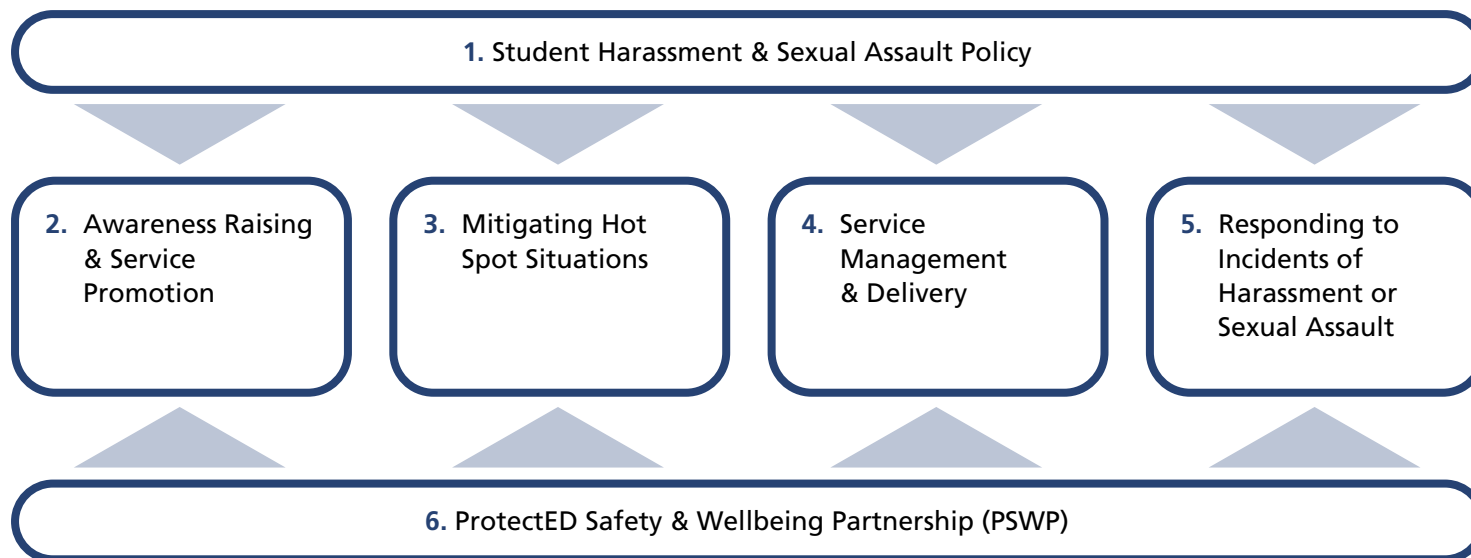 1. Student Harassment & Sexual Assault Policy
2. Awareness Raising
& Service
Promotion
3. Mitigating Hot
Spot Situations
4. Service
Management
& Delivery
5. Responding to
Incidents of
Harassment or
Sexual Assault
6. ProtectED Safety & Wellbeing Partnership (PSWP)